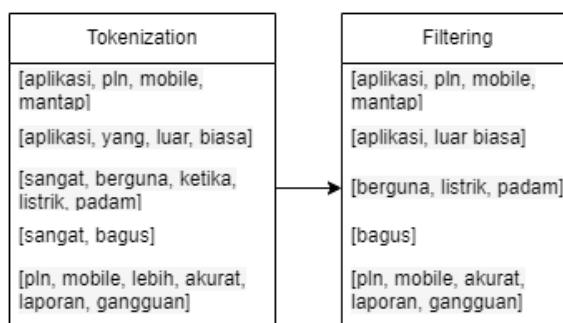 Tokenization
[aplikasi, pln, mobile,
mantap]
[aplikasi, yang, luar, biasa]
[sangat, berguna, ketika,
listrik, padam]
[sangat, bagus]
[pln, mobile, lebih, akurat,
laporan, gangguan]
Filtering
[aplikasi, pln, mobile,
mantap]
[aplikasi, luar biasa]
[berguna, listrik, padam]
[bagus]
[pln, mobile, akurat,
laporan, gangguan]